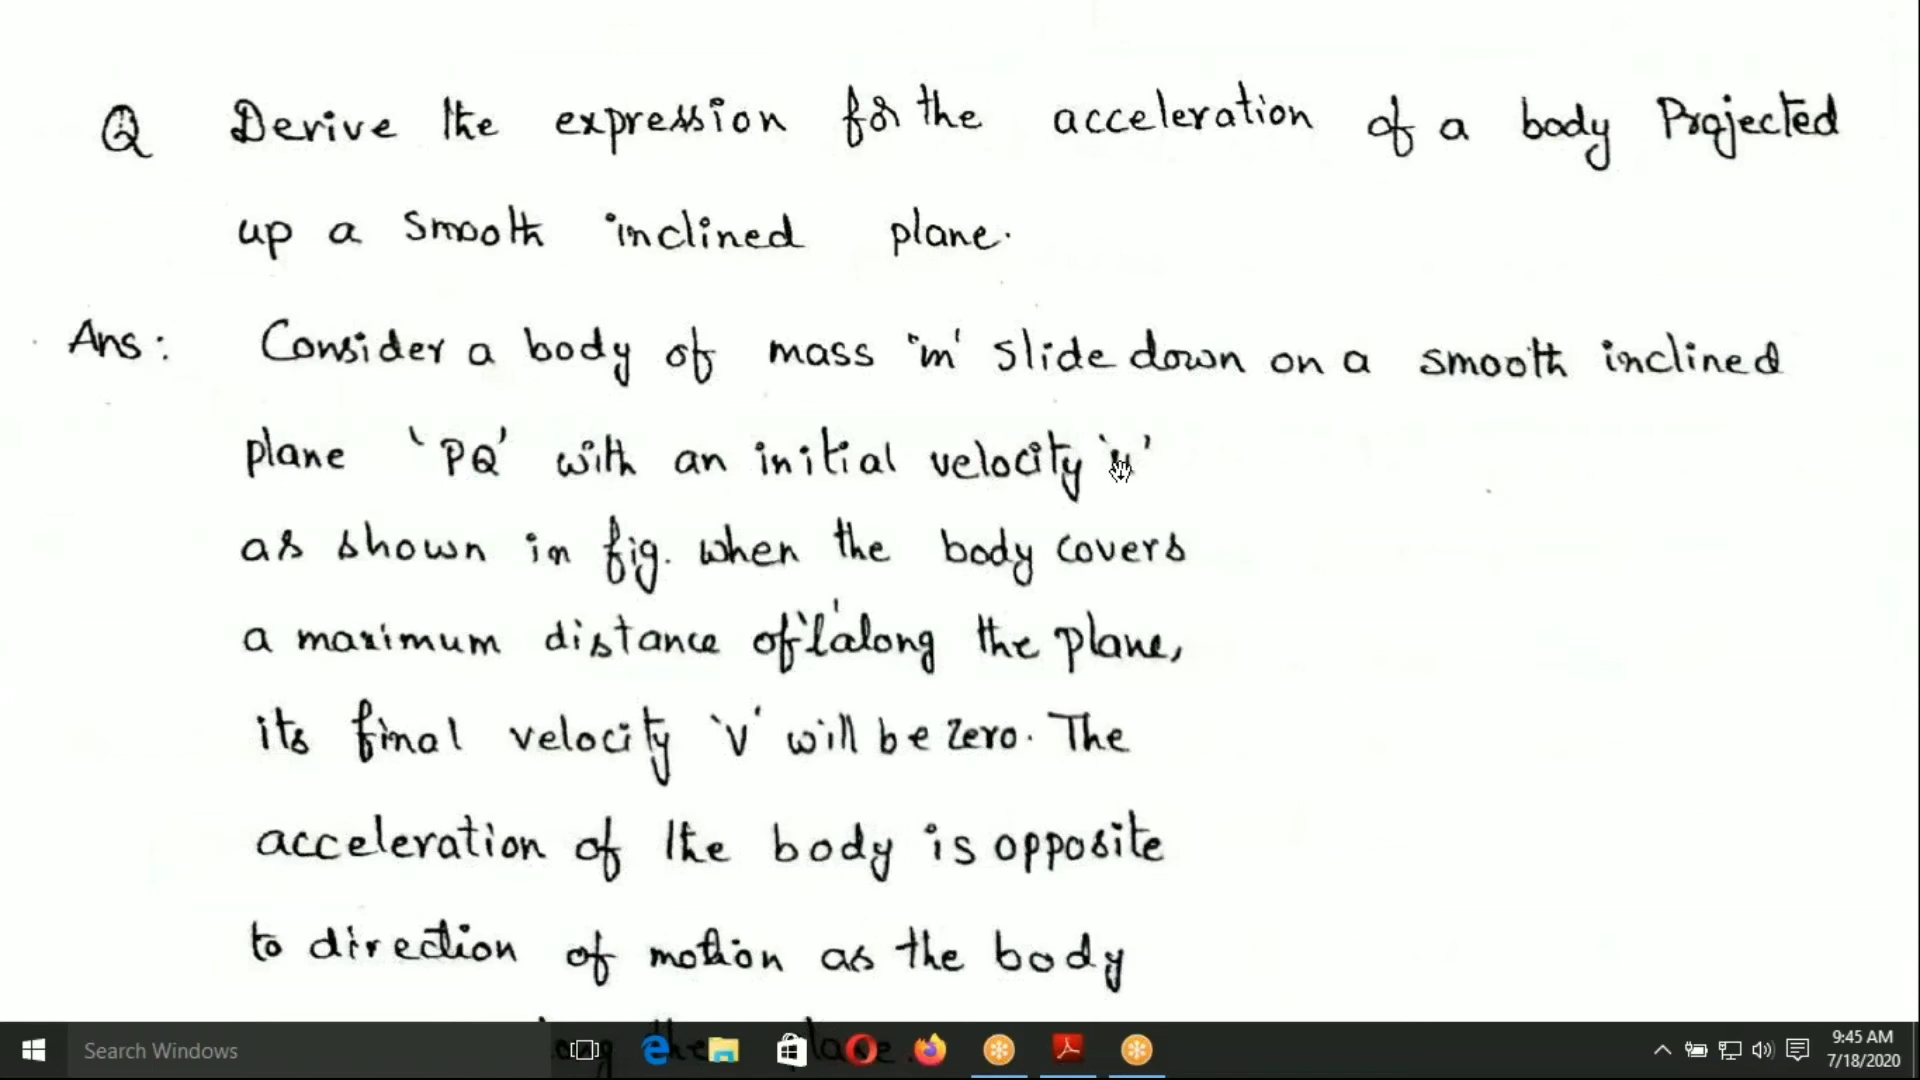 Q Derive the expression for the acceleration of a body Projected
up a smooth inclined plane.
Ans: Consider a body of mass 'm' slide down on a smooth inclined
plane 'PQ' with an initial velocity 'u'
as shown in fig. when the body covers
a maximum distance of 'l' along the plane,
its final velocity 'v' will be zero. The
acceleration of the body is opposite
to direction of motion as the body
Search Windows
9:45 AM
7/18/2020